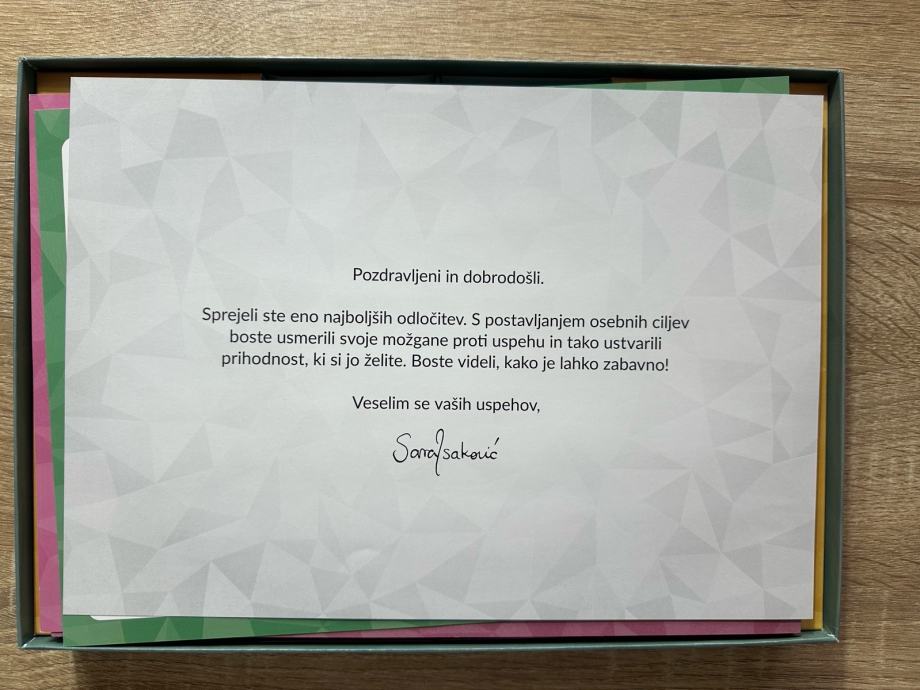 Pozdravljeni in dobrodošli.
Sprejeli ste eno najboljših odločitev. S postavljanjem osebnih ciljev
boste usmerili svoje možgane proti uspehu in tako ustvarili
prihodnost, ki si jo želite. Boste videli, kako je lahko zabavno!
Veselim se vaših uspehov,
Sara Isaković